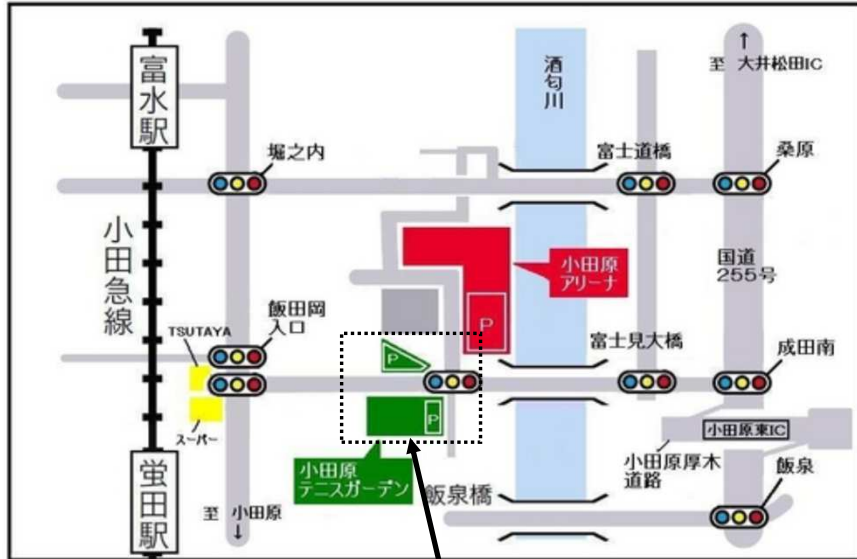 富水駅
小田急線
蛍田駅
堀之内
飯田岡
入口
TSUTAYA
スーパー
至 小田原
↓
酒匂川
小田原
アリーナ
P
P
P
小田原
テニスガーデン
飯泉橋
富士道橋
富士見大橋
↑
至 大井松田IC
桑原
国道
255号
成田南
小田原東IC
小田原厚木
道路
飯泉